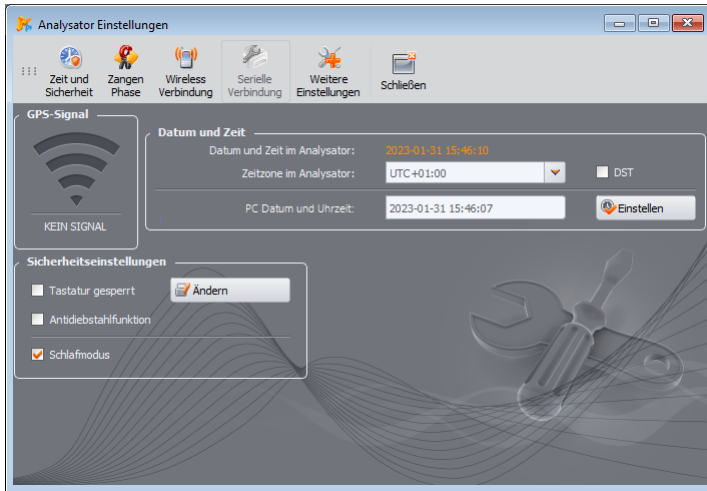 Analysator Einstellungen
Zeit und Sicherheit
Zangen Phase
Wireless Verbindung
Serielle Verbindung
Weitere Einstellungen
Schließen
GPS-Signal
KEIN SIGNAL
Datum und Zeit
Datum und Zeit im Analysator: 2023-01-31 15:46:10
Zeitzone im Analysator: UTC+01:00 DST
PC Datum und Uhrzeit: 2023-01-31 15:46:07 Einstellen
Sicherheitseinstellungen
Tastatur gesperrt Ändern
Antidiebstahlfunktion
Schlafmodus